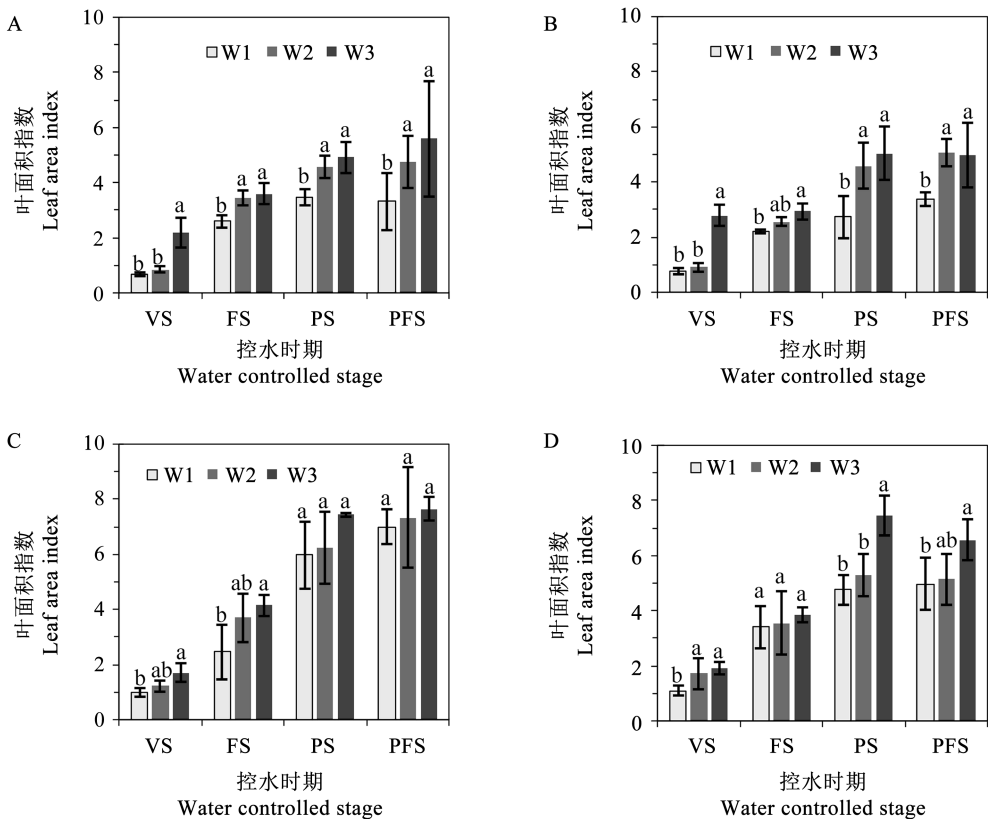 A
10
8
6
4
2
0
叶面积指数
Leaf area index
W1 W2 W3
b b a
b a a
b a a
b a a
VS FS PS PFS
控水时期
Water controlled stage
B
10
8
6
4
2
0
叶面积指数
Leaf area index
W1 W2 W3
b b a
b ab a
b a a
b a a
VS FS PS PFS
控水时期
Water controlled stage
C
10
8
6
4
2
0
叶面积指数
Leaf area index
W1 W2 W3
b ab a
b ab a
a a a
a a a
VS FS PS PFS
控水时期
Water controlled stage
D
10
8
6
4
2
0
叶面积指数
Leaf area index
W1 W2 W3
b a a
a a a
b b a
b ab a
VS FS PS PFS
控水时期
Water controlled stage